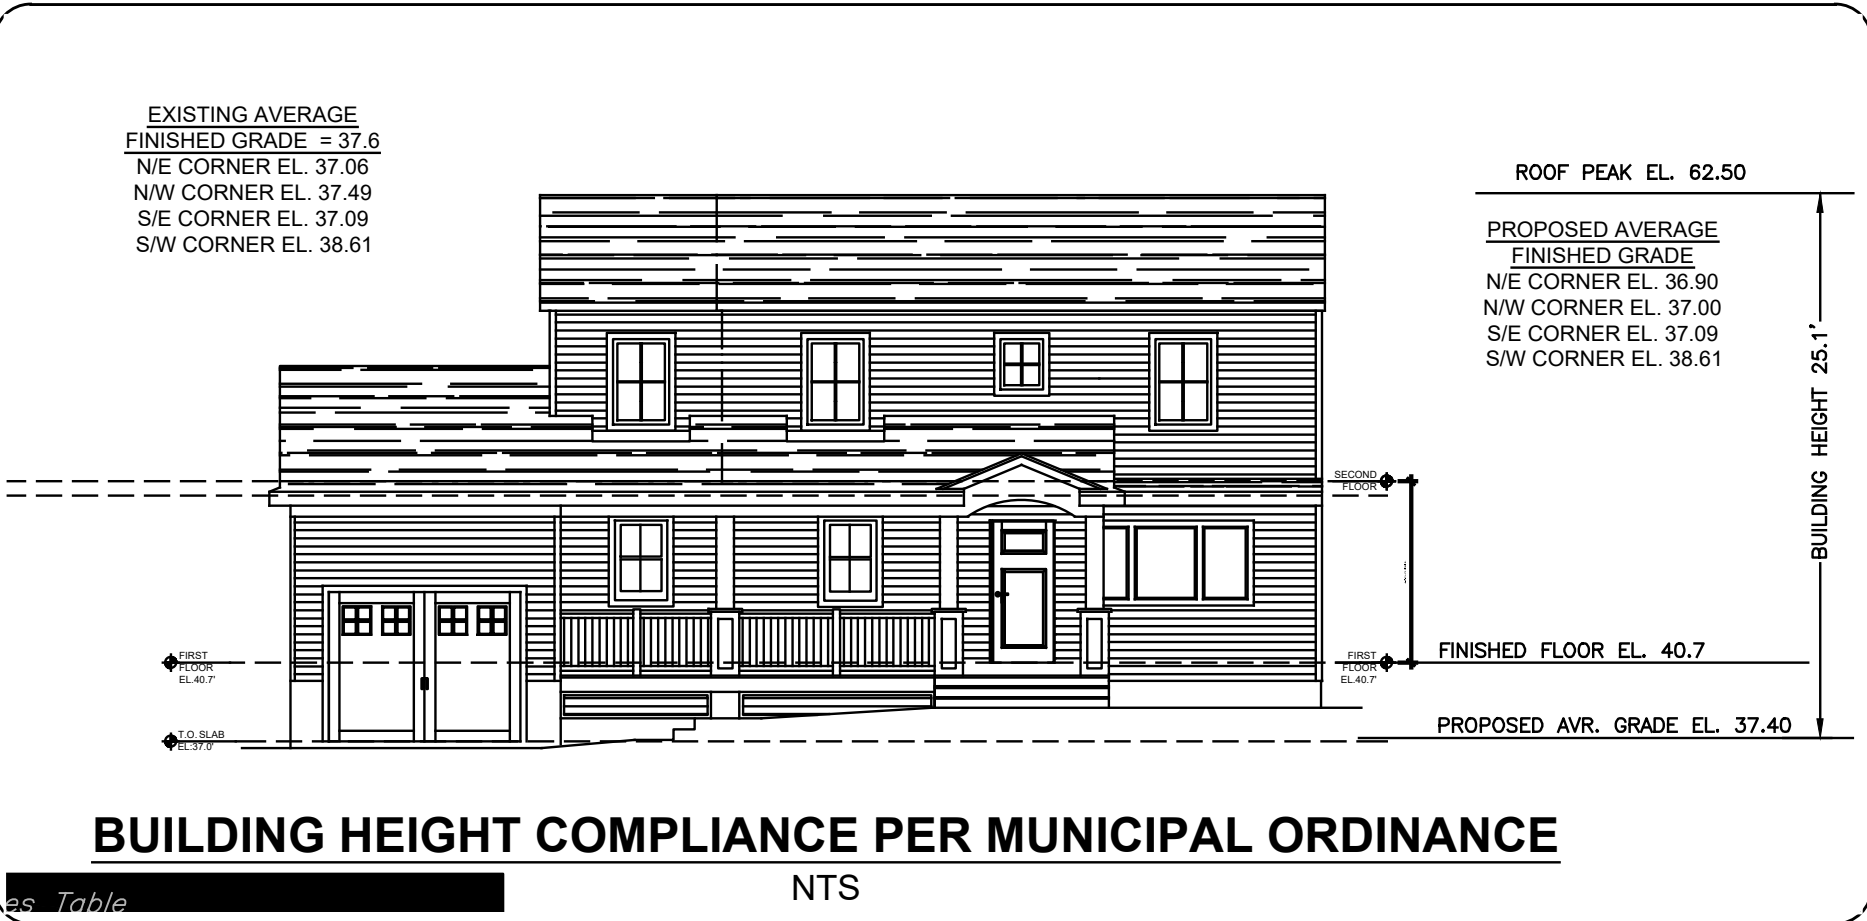 EXISTING AVERAGE
FINISHED GRADE = 37.6
N/E CORNER EL. 37.06
N/W CORNER EL. 37.49
S/E CORNER EL. 37.09
S/W CORNER EL. 38.61
ROOF PEAK EL. 62.50
PROPOSED AVERAGE
FINISHED GRADE
N/E CORNER EL. 36.90
N/W CORNER EL. 37.00
S/E CORNER EL. 37.09
S/W CORNER EL. 38.61
BUILDING HEIGHT 25.1'
SECOND
FLOOR
FIRST
FLOOR
EL.40.7'
FIRST
FLOOR
EL.40.7'
FINISHED FLOOR EL. 40.7
T.O. SLAB
EL:37.0'
PROPOSED AVR. GRADE EL. 37.40
BUILDING HEIGHT COMPLIANCE PER MUNICIPAL ORDINANCE
NTS
es Table